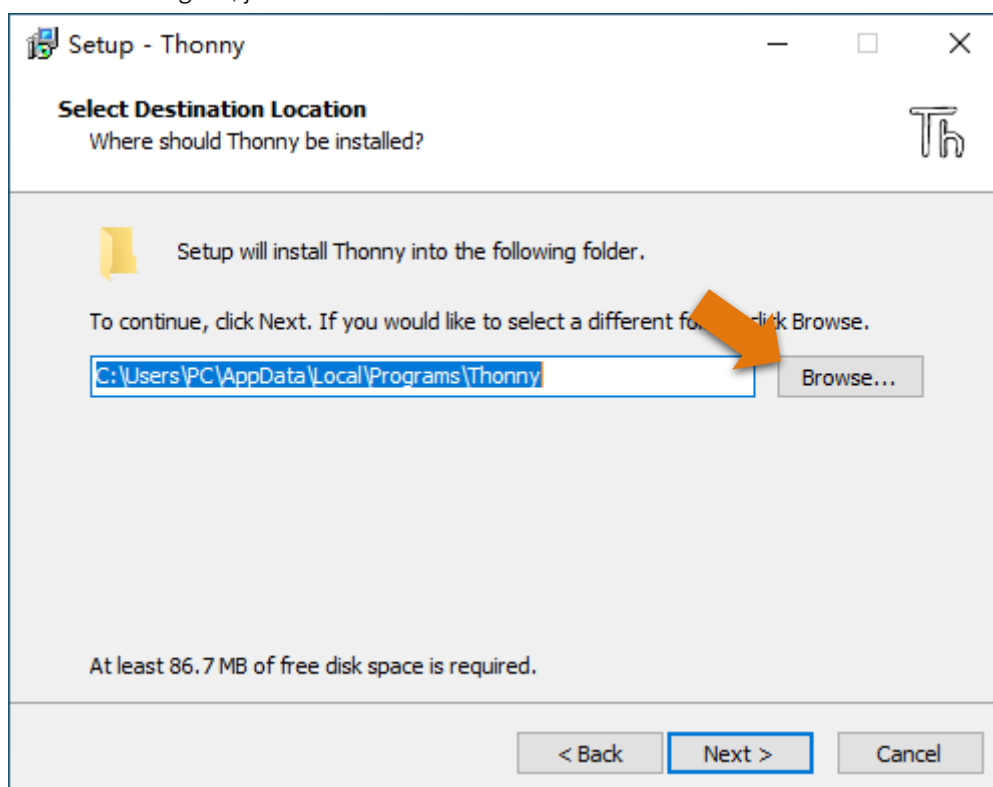 Setup - Thonny
Select Destination Location
Where should Thonny be installed?
Th
Setup will install Thonny into the following folder.
To continue, click Next. If you would like to select a different click Browse.
C:\Users\PC\AppData\Local\Programs\Thonny
Browse...
At least 86.7 MB of free disk space is required.
< Back
Next >
Cancel